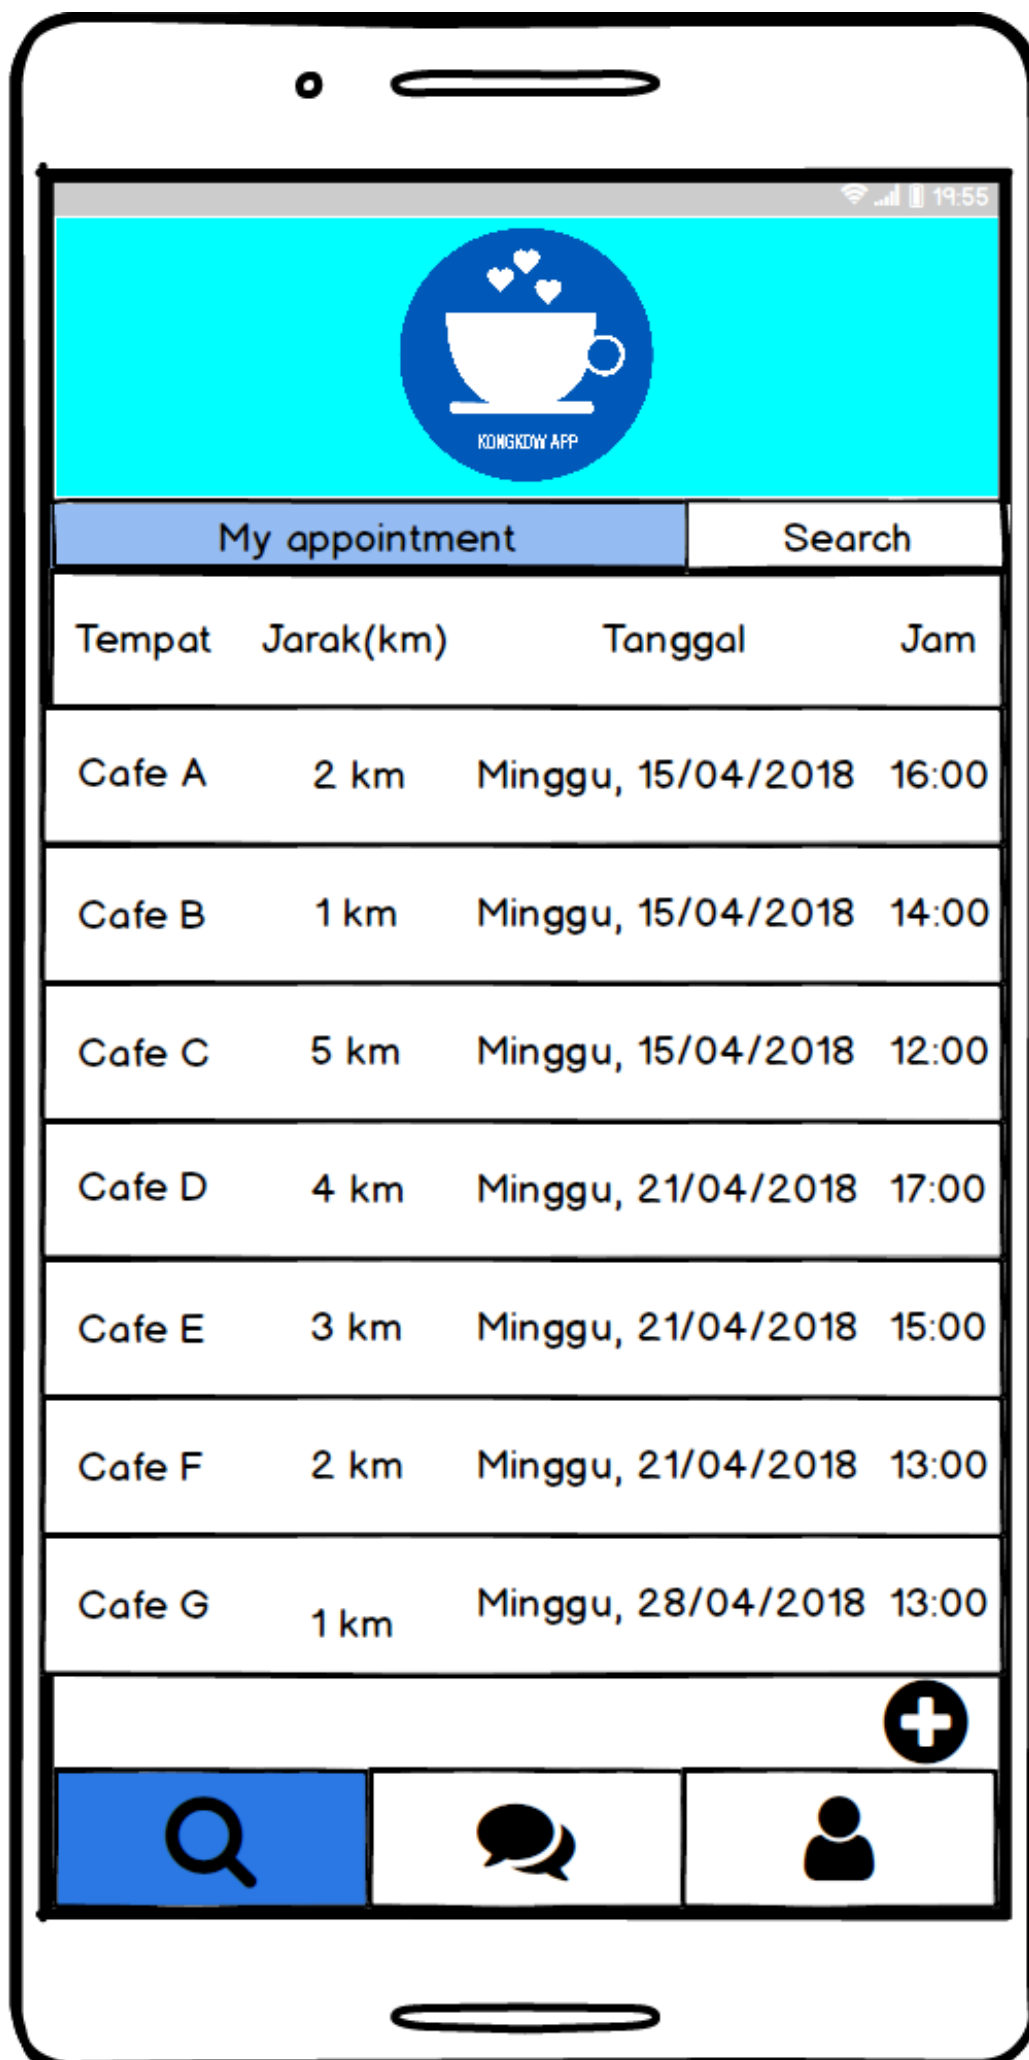 19:55
KONGKOW APP
My appointment Search
Tempat Jarak(km) Tanggal Jam
Cafe A 2 km Minggu, 15/04/2018 16:00
Cafe B 1 km Minggu, 15/04/2018 14:00
Cafe C 5 km Minggu, 15/04/2018 12:00
Cafe D 4 km Minggu, 21/04/2018 17:00
Cafe E 3 km Minggu, 21/04/2018 15:00
Cafe F 2 km Minggu, 21/04/2018 13:00
Cafe G 1 km Minggu, 28/04/2018 13:00